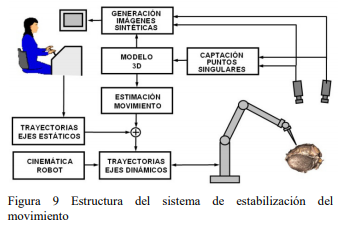 GENERACIÓN
IMÁGENES
SINTÉTICAS
MODELO
3D
CAPTACIÓN
PUNTOS
SINGULARES
ESTIMACIÓN
MOVIMIENTO
TRAYECTORIAS
EJES ESTÁTICOS
CINEMÁTICA
ROBOT
TRAYECTORIAS
EJES DINÁMICOS
Figura 9 Estructura del sistema de estabilización del
movimiento